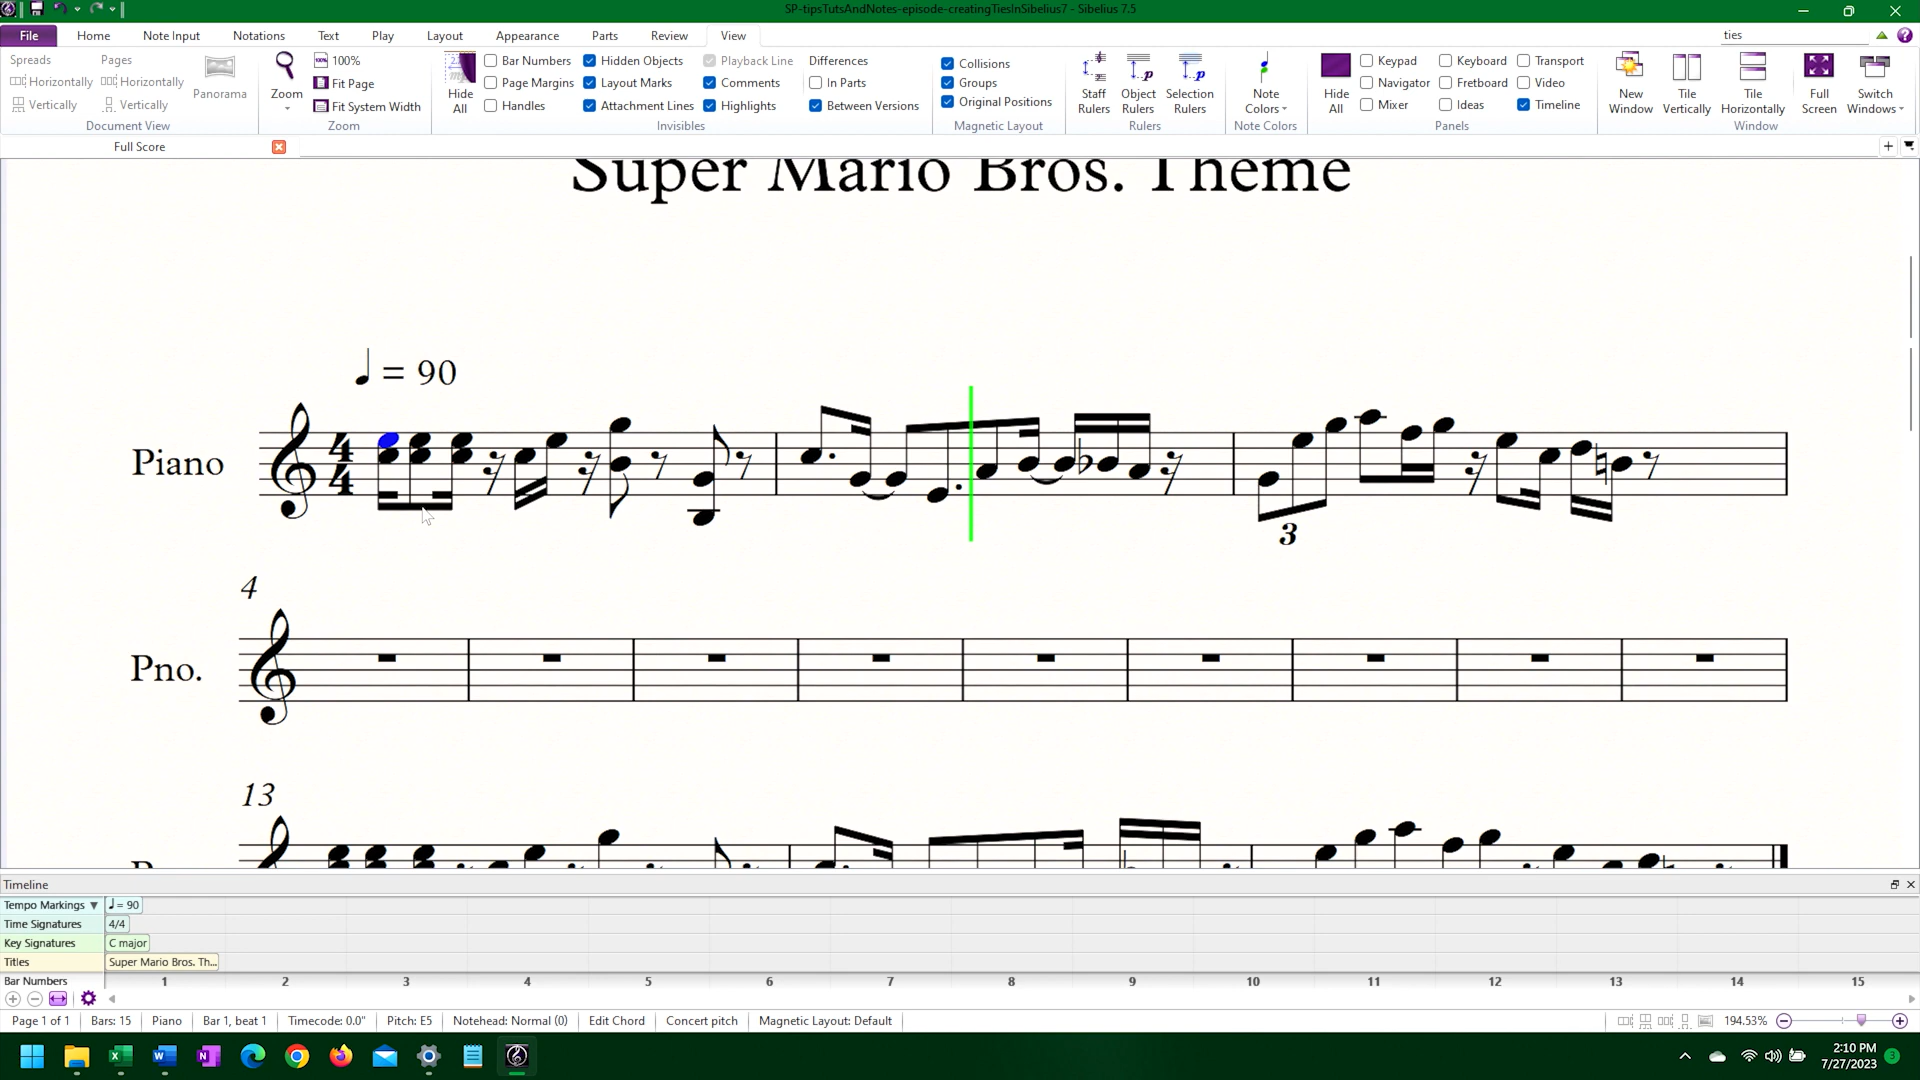 SP-tipsTutsAndNotes-episode-creatingTiesInSibelius7 - Sibelius 7.5
File Home Note Input Notations Text Play Layout Appearance Parts Review View ties
Spreads Pages 100% Bar Numbers Hidden Objects Playback Line Differences Collisions Keypad Keyboard Transport
Horizontally Horizontally Panorama Zoom Fit Page Hide All Page Margins Layout Marks Comments In Parts Groups Staff Rulers Object Rulers Selection Rulers Note Colors Hide All Navigator Fretboard Video New Window Tile Vertically Tile Horizontally Full Screen Switch Windows
Vertically Vertically Fit System Width Handles Attachment Lines Highlights Between Versions Original Positions Mixer Ideas Timeline
Document View Zoom Invisibles Magnetic Layout Rulers Note Colors Panels Window
Full Score
Super Mario Bros. Theme
= 90
Piano 4 4
3
4
Pno.
13
Timeline
Tempo Markings = 90
Time Signatures 4/4
Key Signatures C major
Titles Super Mario Bros. Th...
Bar Numbers 1 2 3 4 5 6 7 8 9 10 11 12 13 14 15
Page 1 of 1 Bars: 15 Piano Bar 1, beat 1 Timecode: 0.0" Pitch: E5 Notehead: Normal (0) Edit Chord Concert pitch Magnetic Layout: Default 194.53%
2:10 PM
7/27/2023 3